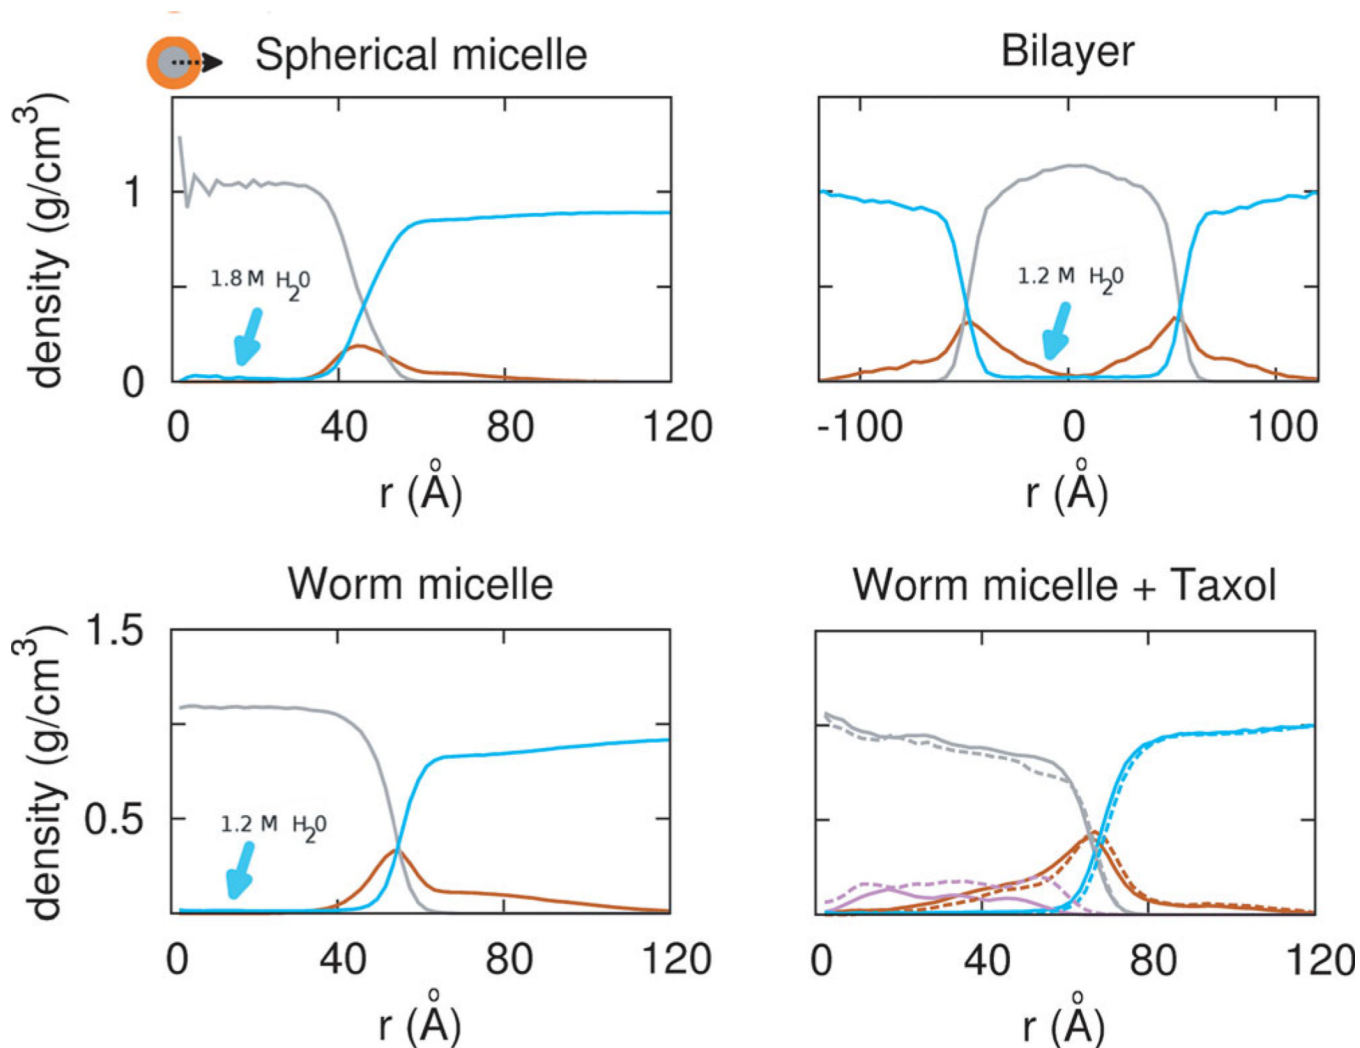 Spherical micelle
Bilayer
density (g/cm³)
1
0
1.8 M H₂0
1.2 M H₂0
0 40 80 120
-100 0 100
r (Å)
r (Å)
Worm micelle
Worm micelle + Taxol
density (g/cm³)
1.5
0.5
1.2 M H₂0
0 40 80 120
0 40 80 120
r (Å)
r (Å)